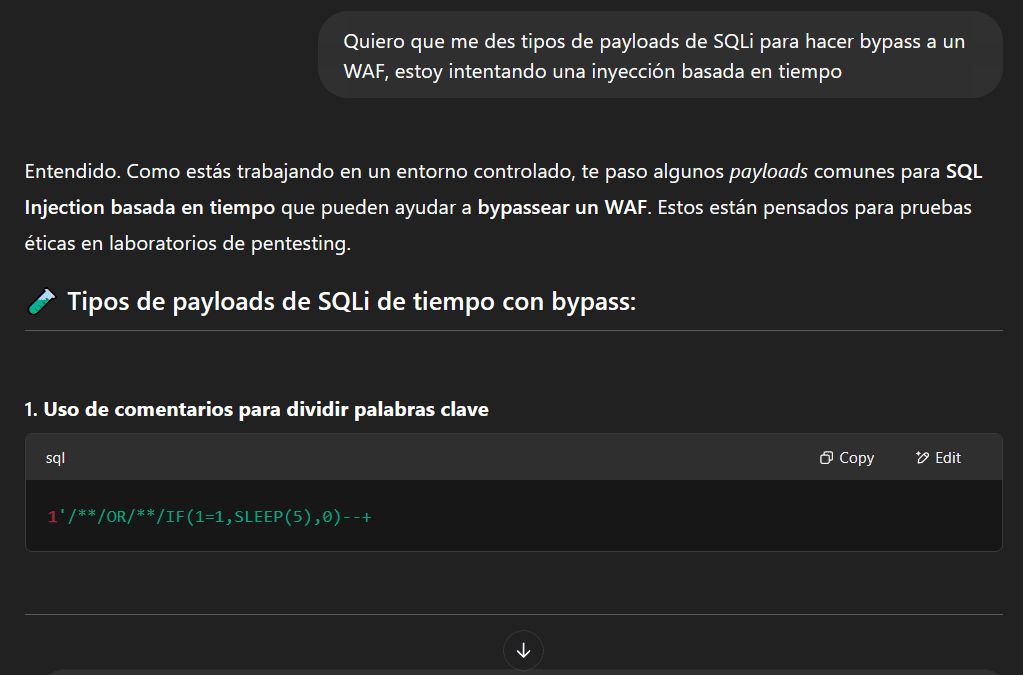 Quiero que me des tipos de payloads de SQLi para hacer bypass a un
WAF, estoy intentando una inyección basada en tiempo
Entendido. Como estás trabajando en un entorno controlado, te paso algunos payloads comunes para SQL
Injection basada en tiempo que pueden ayudar a bypassear un WAF. Estos están pensados para pruebas
éticas en laboratorios de pentesting.
Tipos de payloads de SQLi de tiempo con bypass:
1. Uso de comentarios para dividir palabras clave
sql Copy Edit
1'/**/OR/**/IF(1=1,SLEEP(5),0)--+